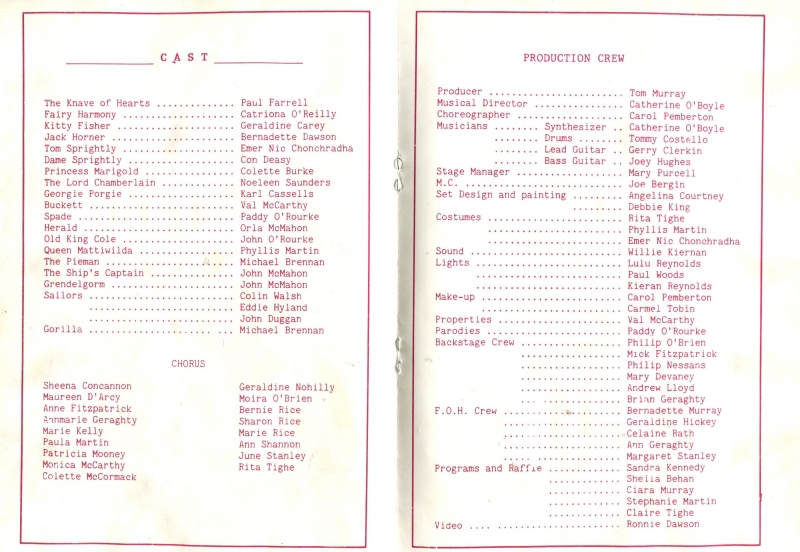 C A S T
The Knave of Hearts ............. Paul Farrell
Fairy Harmony .................. Catriona O'Reilly
Kitty Fisher .................... Geraldine Carey
Jack Horner ..................... Bernadette Dawson
Tom Sprightly ................... Emer Nic Chonchradha
Dame Sprightly .................. Con Deasy
Princess Marigold ............... Colette Burke
The Lord Chamberlain ............ Noeleen Saunders
Georgie Porgie .................. Karl Cassells
Buckett ......................... Val McCarthy
Spade ........................... Paddy O'Rourke
Herald .......................... Orla McMahon
Old King Cole ................... John O'Rourke
Queen Mattiwilda ................ Phyllis Martin
The Pieman ...................... Michael Brennan
The Ship's Captain .............. John McMahon
Grendelgorm ..................... John McMahon
Sailors ......................... Colin Walsh
........................ Eddie Hyland
........................ John Duggan
Gorilla ......................... Michael Brennan
CHORUS
Sheena Concannon
Maureen D'Arcy
Anne Fitzpatrick
Annmarie Geraghty
Marie Kelly
Paula Martin
Patricia Mooney
Monica McCarthy
Colette McCormack
Geraldine Nohilly
Moira O'Brien
Bernie Rice
Sharon Rice
Marie Rice
Ann Shannon
June Stanley
Rita Tighe
PRODUCTION CREW
Producer ....................... Tom Murray
Musical Director ............... Catherine O'Boyle
Choreographer .................. Carol Pemberton
Musicians ....... Synthesizer .. Catherine O'Boyle
....... Drums ........ Tommy Costello
....... Lead Guitar .. Gerry Clerkin
....... Bass Guitar .. Joey Hughes
Stage Manager .................. Mary Purcell
M.C. ........................... Joe Bergin
Set Design and painting ......... Angelina Courtney
......... Debbie King
Costumes ....................... Rita Tighe
....................... Phyllis Martin
....................... Emer Nic Chonchradha
Sound .......................... Willie Kiernan
Lights ......................... Lulu Reynolds
......................... Paul Woods
......................... Kieran Reynolds
Make-up ........................ Carol Pemberton
........................ Carmel Tobin
Properties ..................... Val McCarthy
Parodies ....................... Paddy O'Rourke
Backstage Crew ................. Philip O'Brien
................. Mick Fitzpatrick
................. Philip Nessans
................. Mary Devaney
................. Andrew Lloyd
................. Brian Geraghty
F.O.H. Crew .................... Bernadette Murray
.................... Geraldine Hickey
.................... Celaine Rath
.................... Ann Geraghty
.................... Margaret Stanley
Programs and Raffle ............ Sandra Kennedy
............ Sheila Behan
............ Ciara Murray
............ Stephanie Martin
............ Claire Tighe
Video .... ..................... Ronnie Dawson